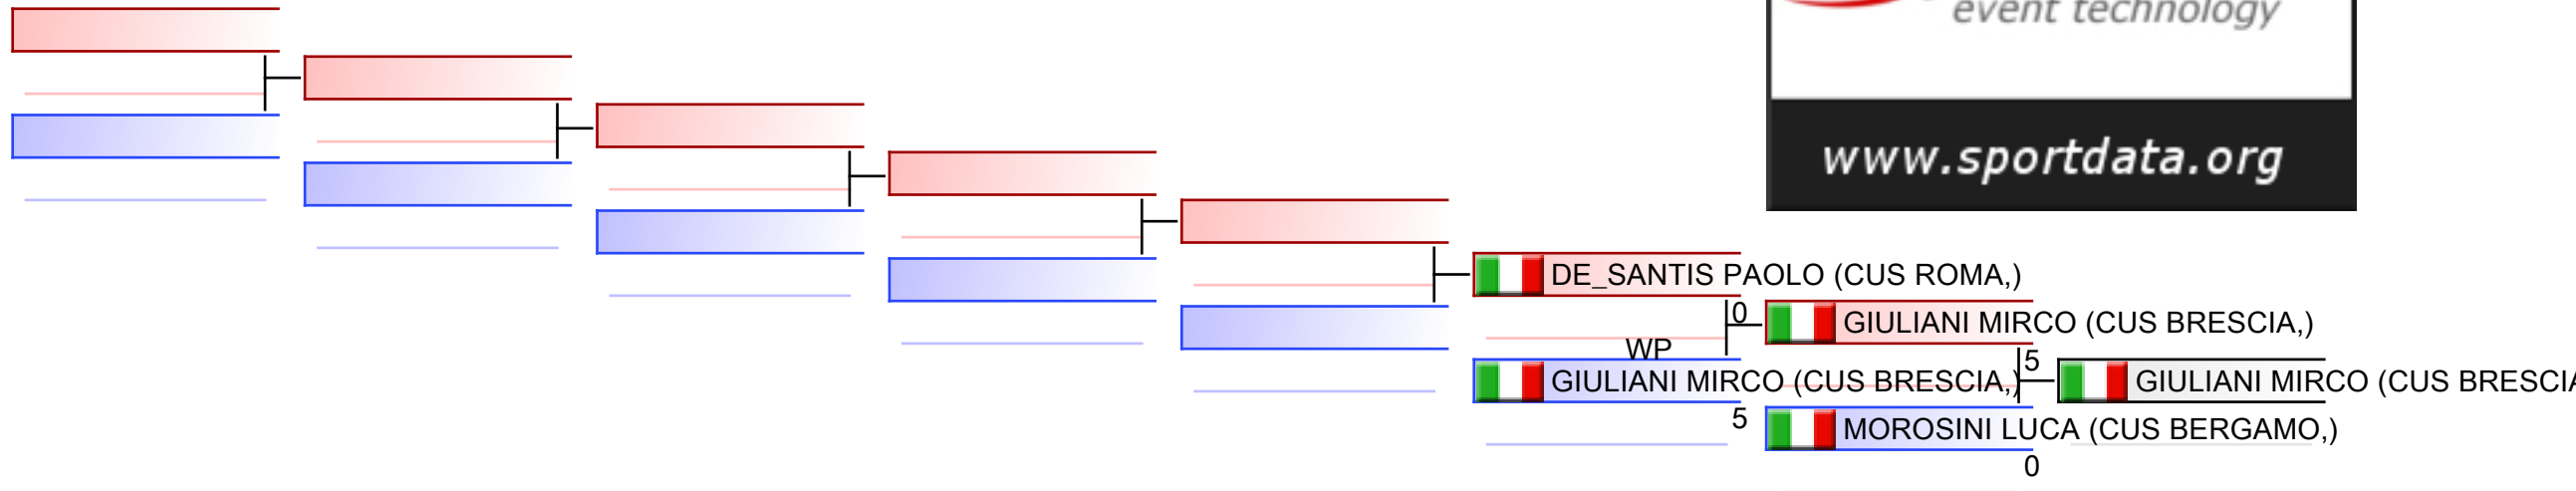 event technology
www.sportdata.org
DE_SANTIS PAOLO (CUS ROMA,)
0
GIULIANI MIRCO (CUS BRESCIA,)
WP
5
GIULIANI MIRCO (CUS BRESCIA,)
GIULIANI MIRCO (CUS BRESCIA
5
MOROSINI LUCA (CUS BERGAMO,)
0